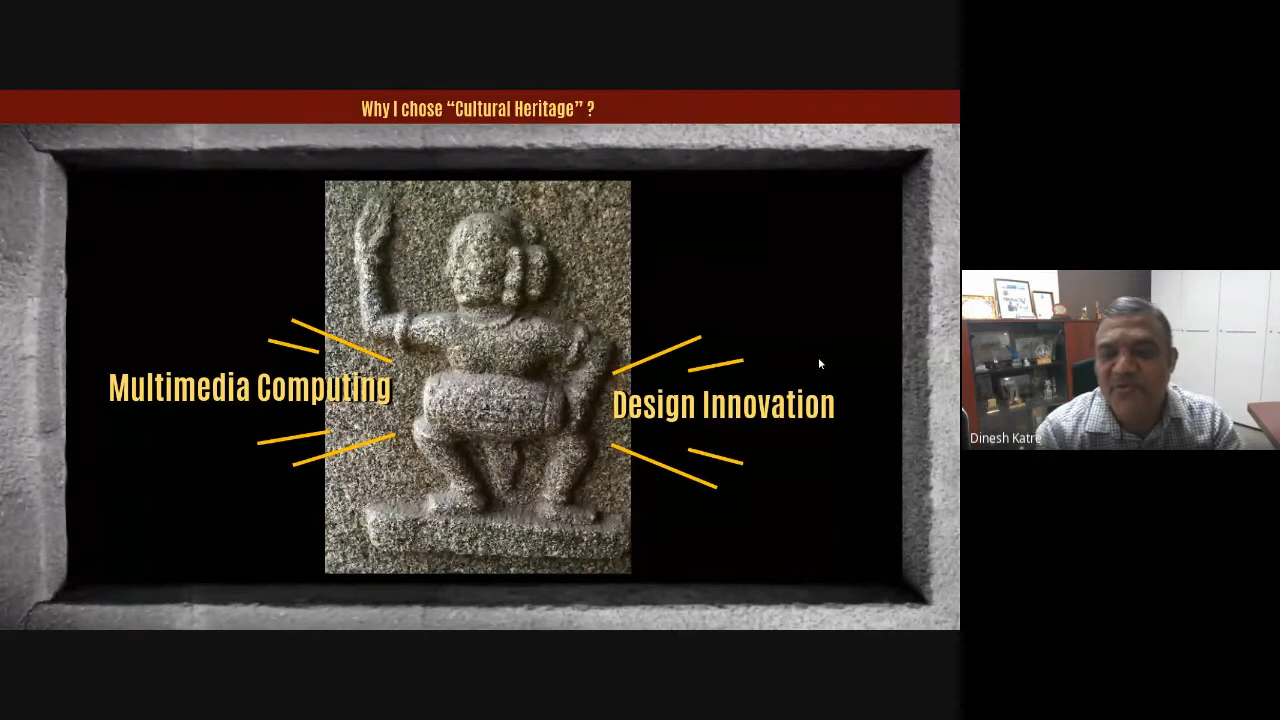 Why I chose “Cultural Heritage” ?
Multimedia Computing
Design Innovation
Dinesh Katre